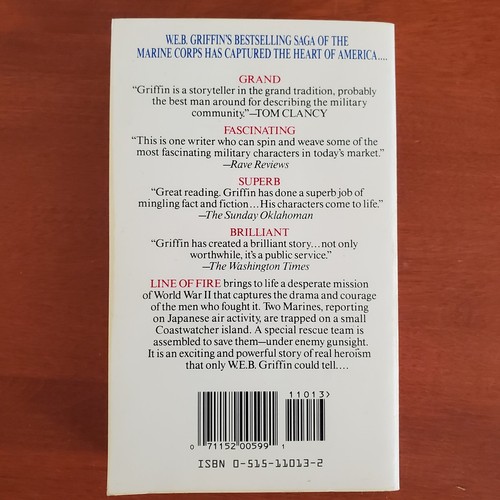 W.E.B. GRIFFIN'S BESTSELLING SAGA OF THE
MARINE CORPS HAS CAPTURED THE HEART OF AMERICA....
GRAND
“Griffin is a storyteller in the grand tradition, probably
the best man around for describing the military
community.”—TOM CLANCY
FASCINATING
“This is one writer who can spin and weave some of the
most fascinating military characters in today's market.”
—Rave Reviews
SUPERB
“Great reading. Griffin has done a superb job of
mingling fact and fiction...His characters come to life.”
—The Sunday Oklahoman
BRILLIANT
“Griffin has created a brilliant story...not only
worthwhile, it's a public service.”
—The Washington Times
LINE OF FIRE brings to life a desperate mission
of World War II that captures the drama and courage
of the men who fought it. Two Marines, reporting
on Japanese air activity, are trapped on a small
Coastwatcher island. A special rescue team is
assembled to save them—under enemy gunsight.
It is an exciting and powerful story of real heroism
that only W.E.B. Griffin could tell....
11013>
0 71152 00599 1
ISBN 0-515-11013-2